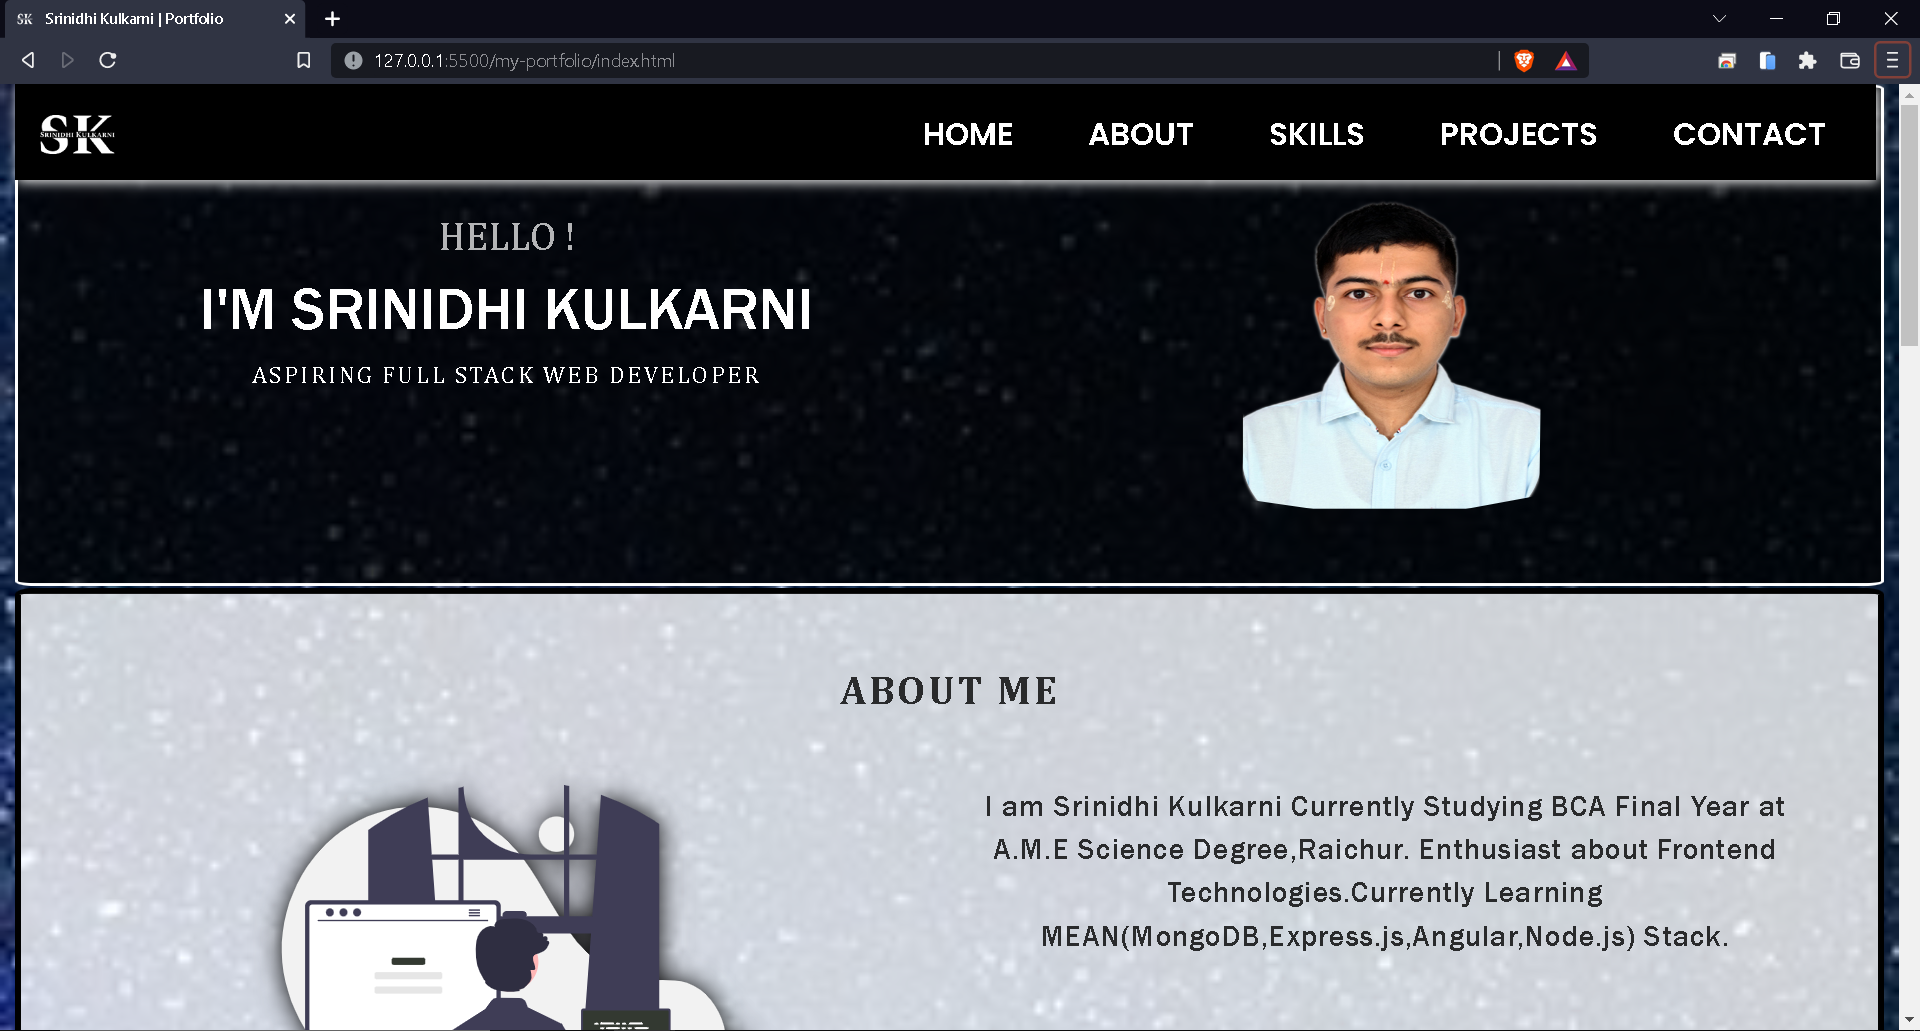 SK Srinidhi Kulkarni | Portfolio
127.0.0.1:5500/my-portfolio/index.html
SK
SRINIDHI KULKARNI
HOME ABOUT SKILLS PROJECTS CONTACT
HELLO !
I'M SRINIDHI KULKARNI
ASPIRING FULL STACK WEB DEVELOPER
ABOUT ME
I am Srinidhi Kulkarni Currently Studying BCA Final Year at
A.M.E Science Degree,Raichur. Enthusiast about Frontend
Technologies.Currently Learning
MEAN(MongoDB,Express.js,Angular,Node.js) Stack.